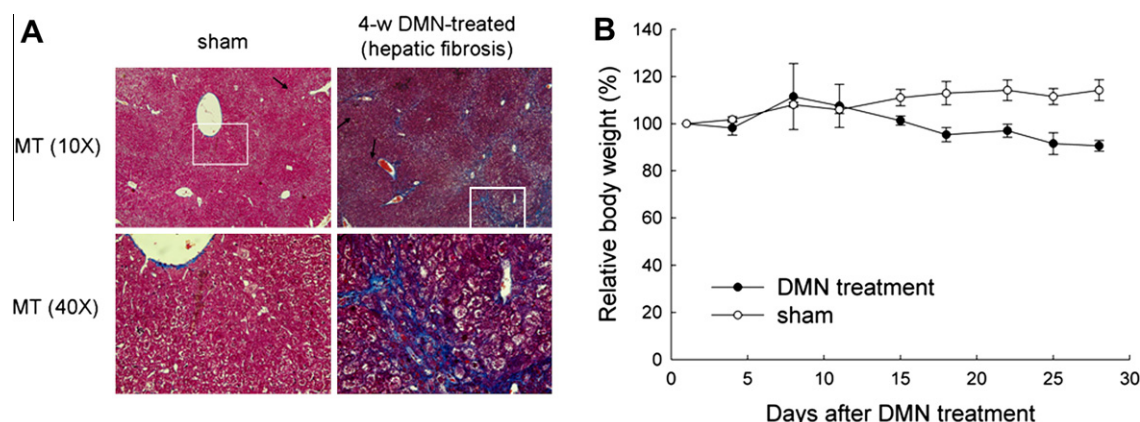 A
sham
4-w DMN-treated
(hepatic fibrosis)
MT (10X)
MT (40X)
B
Relative body weight (%)
140
120
100
80
60
40
20
0
DMN treatment
sham
0 5 10 15 20 25 30
Days after DMN treatment